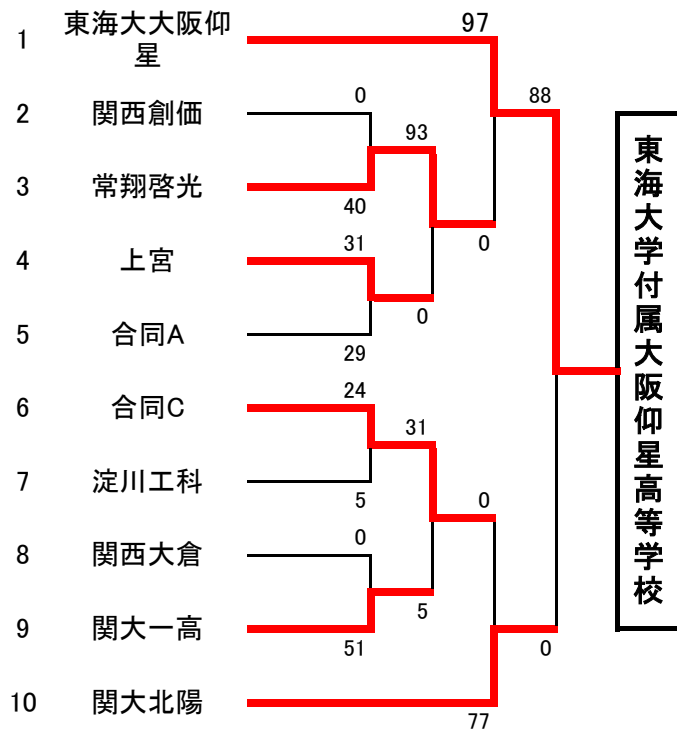 97
1 東海大大阪仰
星
88
0
2 関西創価
93
3 常翔啓光
40
31
4 上宮
0
0
5 合同A
29
24
6 合同C
31
7 淀川工科
5
0
0
8 関西大倉
5
9 関大一高
51
0
10 関大北陽
77
東海大学付属大阪仰星高等学校